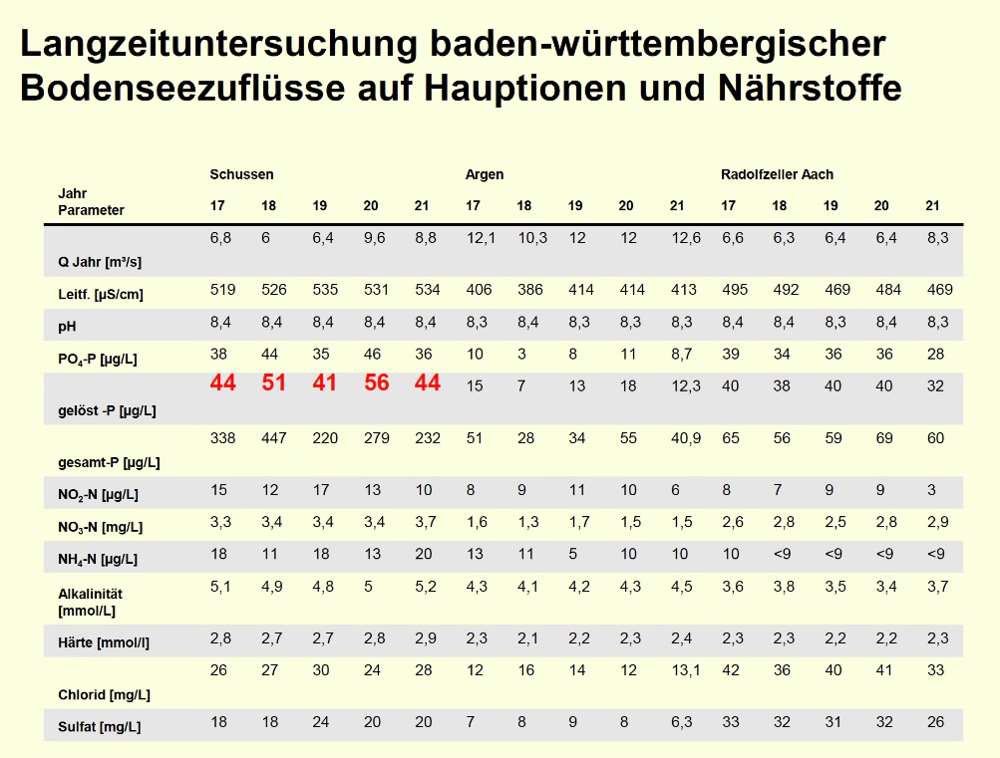 Langzeituntersuchung baden-württembergischer
Bodenseezuflüsse auf Hauptionen und Nährstoffe
Schussen Argen Radolfzeller Aach
Jahr
Parameter 17 18 19 20 21 17 18 19 20 21 17 18 19 20 21
Q Jahr [m³/s] 6,8 6 6,4 9,6 8,8 12,1 10,3 12 12 12,6 6,6 6,3 6,4 6,4 8,3
Leitf. [µS/cm] 519 526 535 531 534 406 386 414 414 413 495 492 469 484 469
pH 8,4 8,4 8,4 8,4 8,4 8,3 8,4 8,3 8,3 8,3 8,4 8,4 8,3 8,4 8,3
PO₄-P [µg/L] 38 44 35 46 36 10 3 8 11 8,7 39 34 36 36 28
gelöst -P [µg/L] 44 51 41 56 44 15 7 13 18 12,3 40 38 40 40 32
gesamt-P [µg/L] 338 447 220 279 232 51 28 34 55 40,9 65 56 59 69 60
NO₂-N [µg/L] 15 12 17 13 10 8 9 11 10 6 8 7 9 9 3
NO₃-N [mg/L] 3,3 3,4 3,4 3,4 3,7 1,6 1,3 1,7 1,5 1,5 2,6 2,8 2,5 2,8 2,9
NH₄-N [µg/L] 18 11 18 13 20 13 11 5 10 10 10 <9 <9 <9 <9
Alkalinität 5,1 4,9 4,8 5 5,2 4,3 4,1 4,2 4,3 4,5 3,6 3,8 3,5 3,4 3,7
[mmol/L]
Härte [mmol/l] 2,8 2,7 2,7 2,8 2,9 2,3 2,1 2,2 2,3 2,4 2,3 2,3 2,2 2,2 2,3
Chlorid [mg/L] 26 27 30 24 28 12 16 14 12 13,1 42 36 40 41 33
Sulfat [mg/L] 18 18 24 20 20 7 8 9 8 6,3 33 32 31 32 26